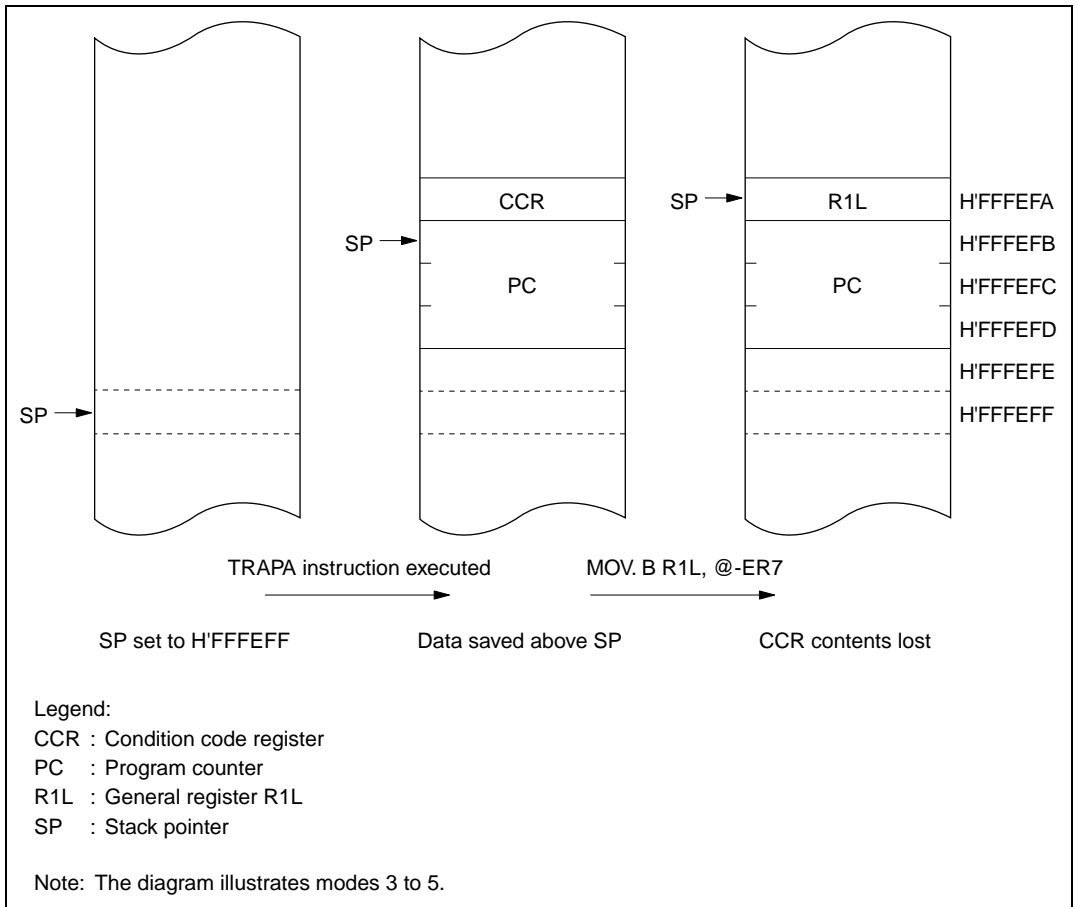 CCR
SP
R1L
H'FFFEFA
SP
H'FFFEFB
PC
PC
H'FFFEFC
H'FFFEFD
H'FFFEFE
SP
H'FFFEFF
TRAPA instruction executed
MOV. B R1L, @-ER7
SP set to H'FFFEFF
Data saved above SP
CCR contents lost
Legend:
CCR : Condition code register
PC : Program counter
R1L : General register R1L
SP : Stack pointer
Note: The diagram illustrates modes 3 to 5.